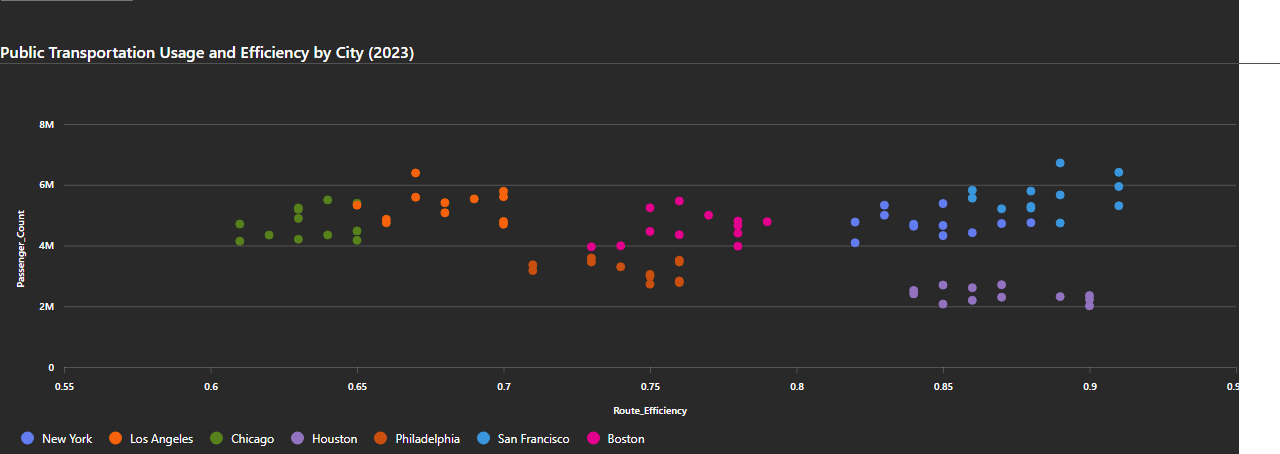 Public Transportation Usage and Efficiency by City (2023)
8M
6M
4M
2M
0
Passenger_Count
0.55 0.6 0.65 0.7 0.75 0.8 0.85 0.9 0.9
Route_Efficiency
New York Los Angeles Chicago Houston Philadelphia San Francisco Boston